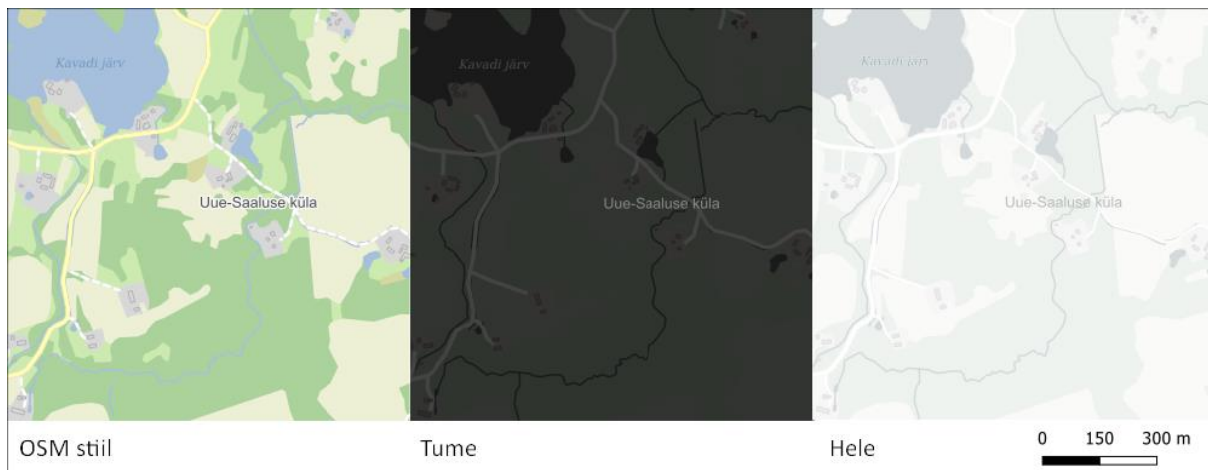 Kavadi järv
Uue-Saaluse küla
Kavadi järv
Uue-Saaluse küla
Kavadi järv
Uue-Saaluse küla
OSM stiil
Tume
Hele
0 150 300 m